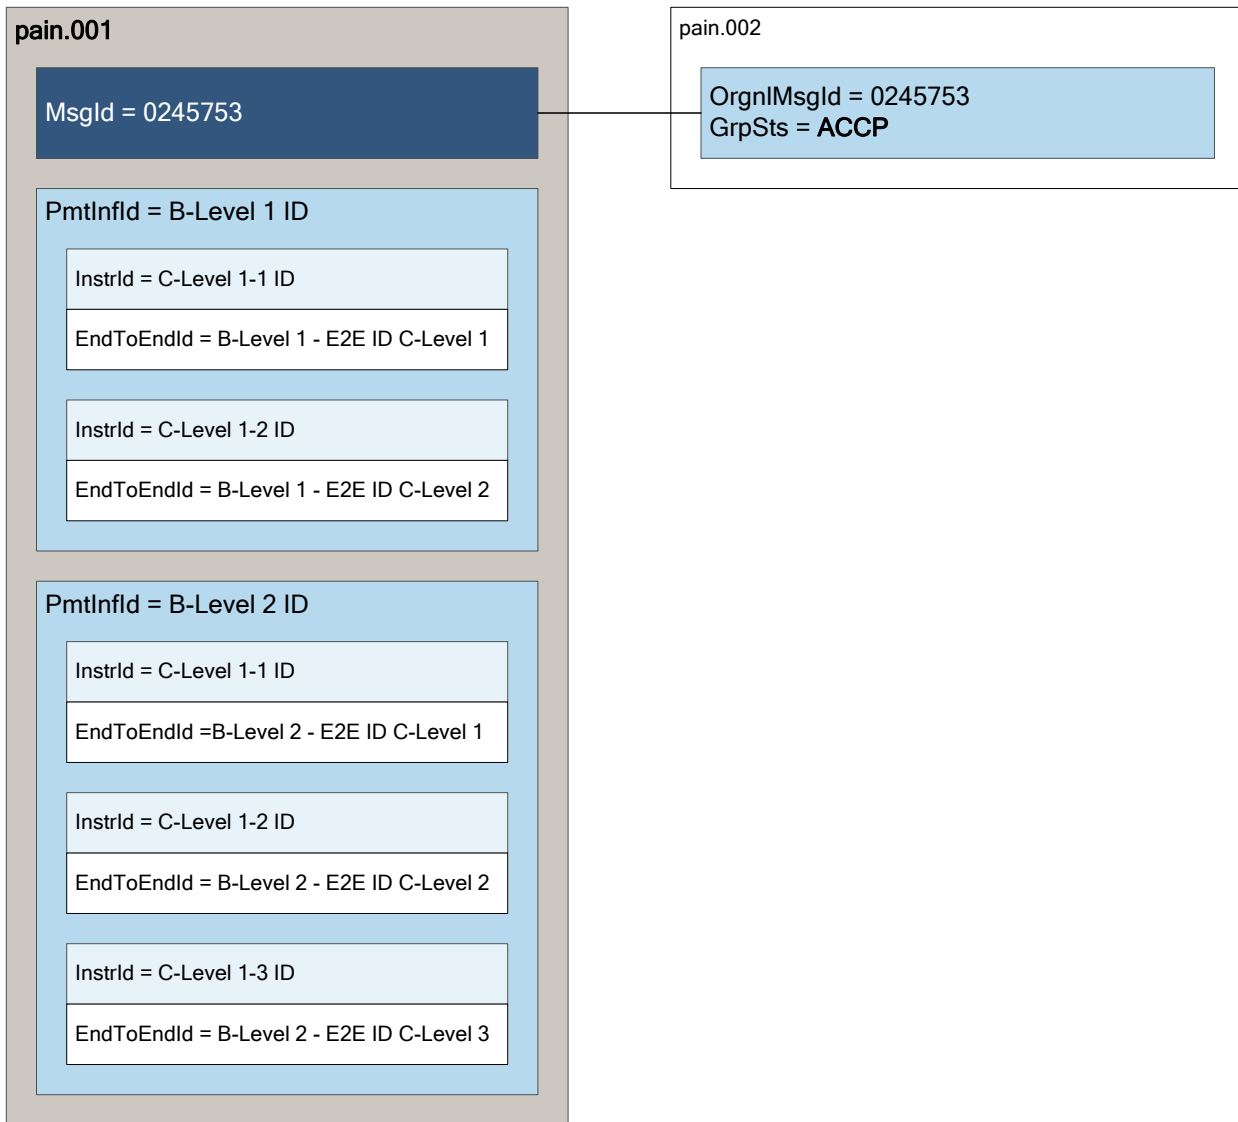 pain.001
MsgId = 0245753
PmtInfId = B-Level 1 ID
InstrId = C-Level 1-1 ID
EndToEndId = B-Level 1 - E2E ID C-Level 1
InstrId = C-Level 1-2 ID
EndToEndId = B-Level 1 - E2E ID C-Level 2
PmtInfId = B-Level 2 ID
InstrId = C-Level 1-1 ID
EndToEndId =B-Level 2 - E2E ID C-Level 1
InstrId = C-Level 1-2 ID
EndToEndId = B-Level 2 - E2E ID C-Level 2
InstrId = C-Level 1-3 ID
EndToEndId = B-Level 2 - E2E ID C-Level 3
pain.002
OrgnlMsgId = 0245753
GrpSts = ACCP